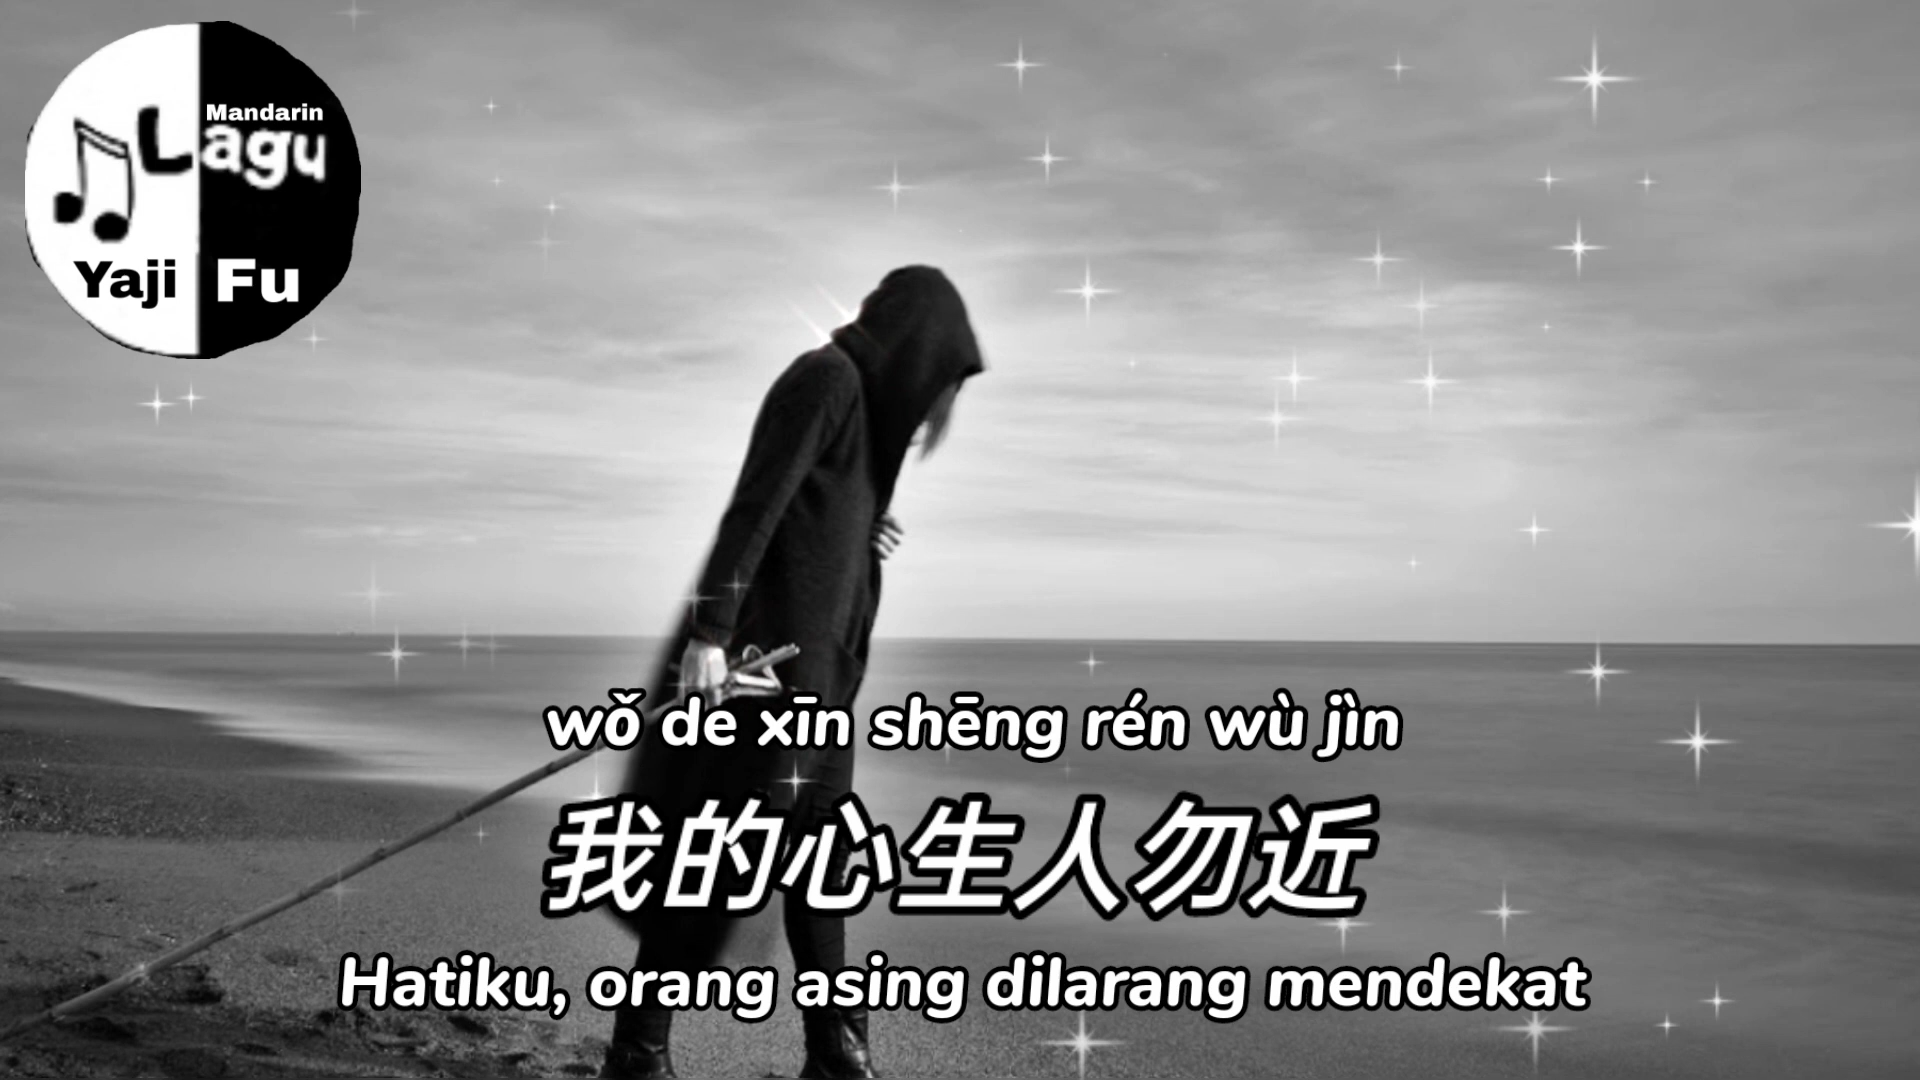 Mandarin
Lagu
Yaji Fu
wǒ de xīn shēng rén wù jìn
我的心生人勿近
Hatiku, orang asing dilarang mendekat